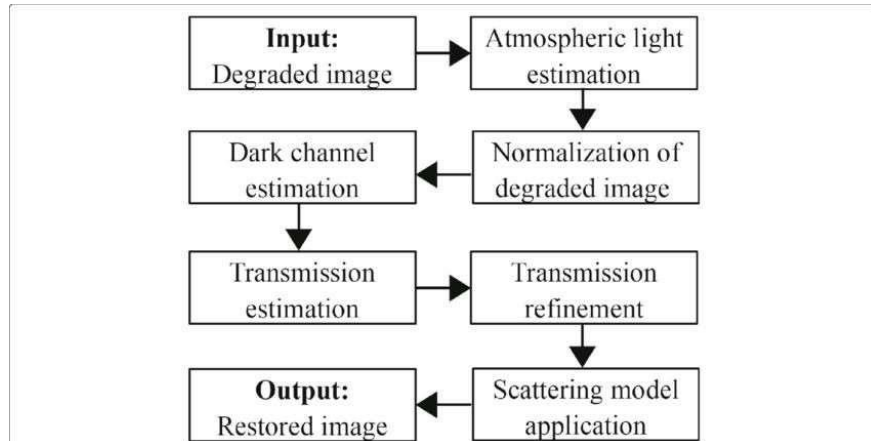 Input:
Degraded image
Atmospheric light
estimation
Normalization of
degraded image
Dark channel
estimation
Transmission
estimation
Transmission
refinement
Scattering model
application
Output:
Restored image